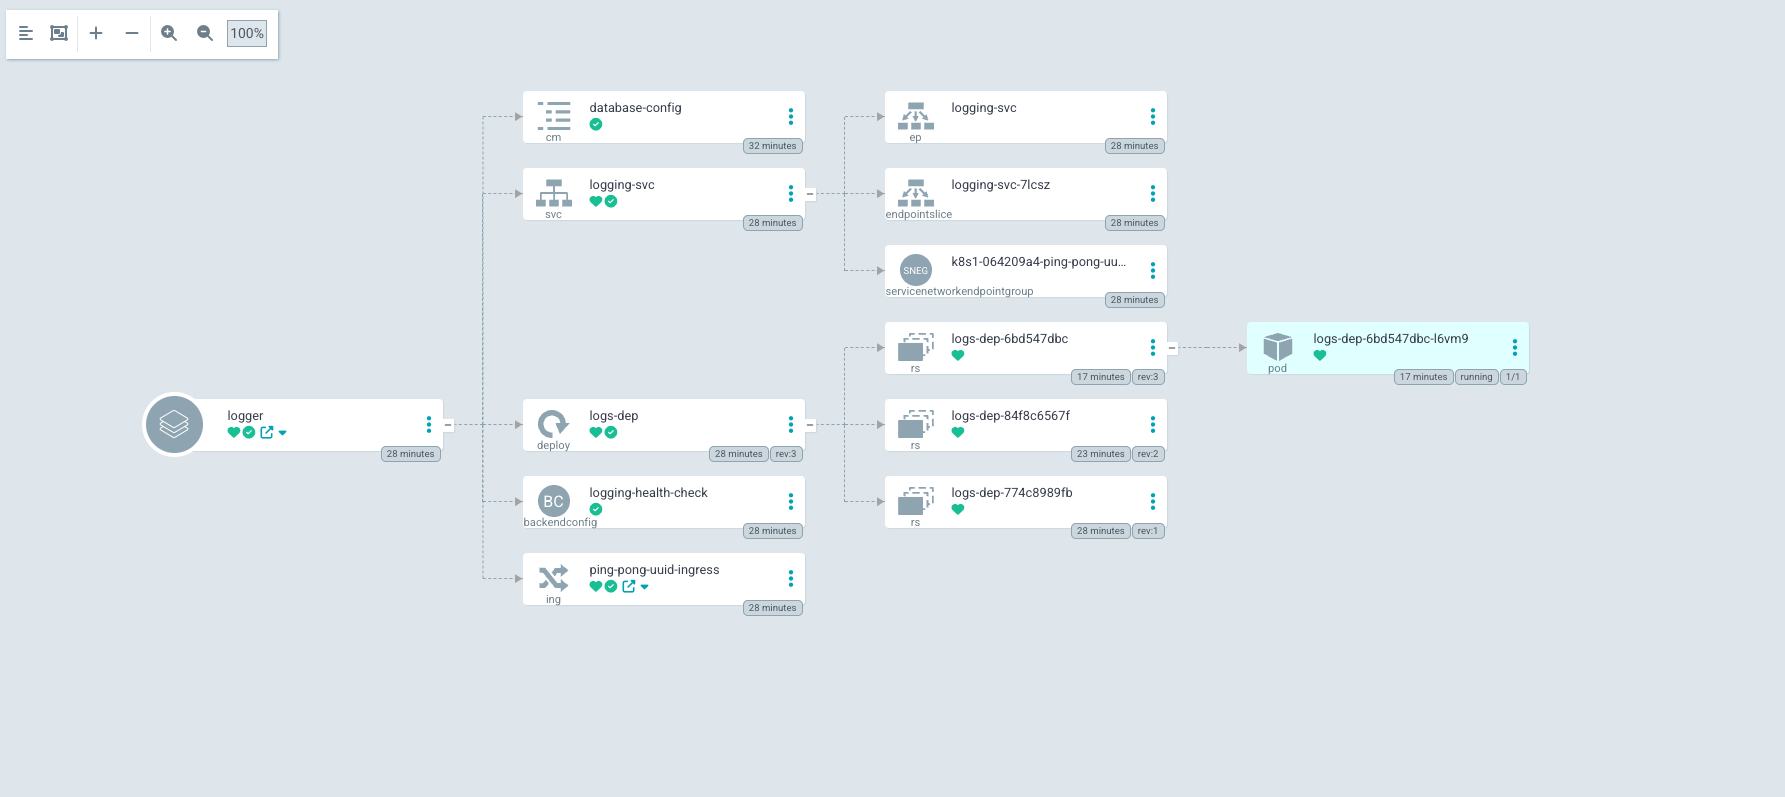 100%
database-config
cm
32 minutes
logging-svc
ep
28 minutes
logging-svc
svc
28 minutes
logging-svc-7lcsz
endpointslice
28 minutes
SNEG
k8s1-064209a4-ping-pong-uu...
servicenetworkendpointgroup
28 minutes
logs-dep-6bd547dbc
rs
17 minutes rev:3
logs-dep-6bd547dbc-l6vm9
pod
17 minutes running 1/1
logger
28 minutes
logs-dep
deploy
28 minutes rev:3
logs-dep-84f8c6567f
rs
23 minutes rev:2
BC
logging-health-check
backendconfig
28 minutes
logs-dep-774c8989fb
rs
28 minutes rev:1
ping-pong-uuid-ingress
ing
28 minutes